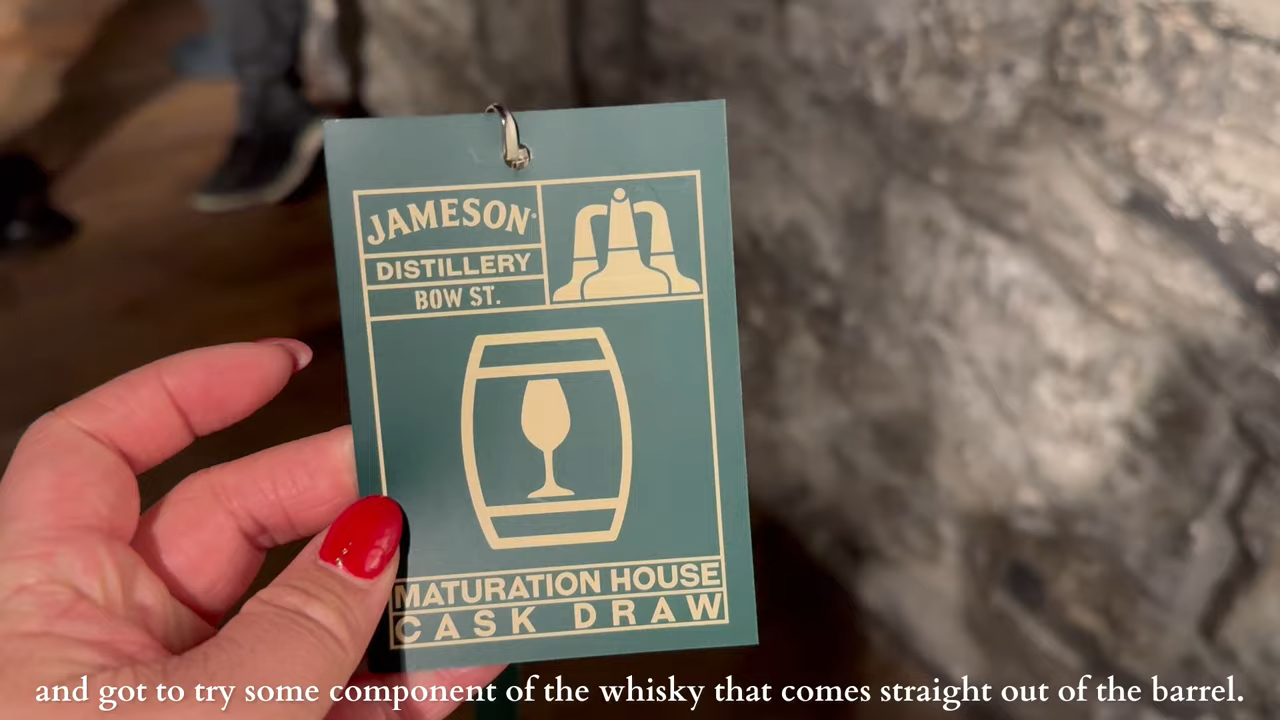 JAMESON
DISTILLERY
BOW ST.
MATURATION HOUSE
CASK DRAW
and got to try some component of the whisky that comes straight out of the barrel.